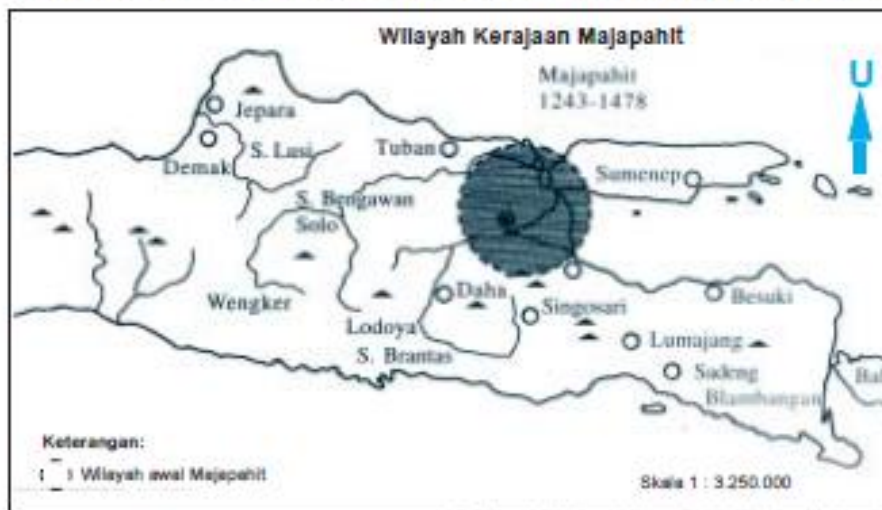 Wilayah Kerajaan Majapahit
Majapahit
1243-1478
U
Jepara
Demak
S. Lusi
Tuban
Sumenep
S. Bengawan
Solo
Wengker
Daha
Lodoya
S. Brantas
Singosari
Besuki
Lumajang
Sadeng
Blambangan
Bal
Keterangan:
Wilayah awal Majapahit
Skala 1 : 3.250.000